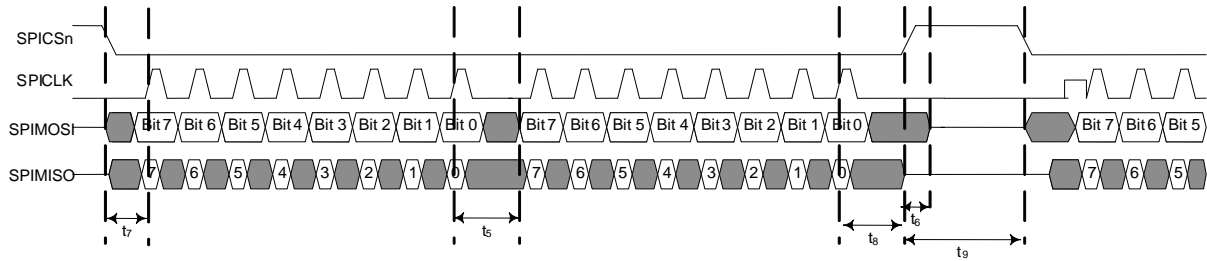 SPICSn
SPICLK
SPIMOSI Bit 7 Bit 6 Bit 5 Bit 4 Bit 3 Bit 2 Bit 1 Bit 0 Bit 7 Bit 6 Bit 5 Bit 4 Bit 3 Bit 2 Bit 1 Bit 0 Bit 7 Bit 6 Bit 5
SPIMISO 7 6 5 4 3 2 1 0 7 6 5 4 3 2 1 0 7 6 5
t7 t5 t8 t6
t9